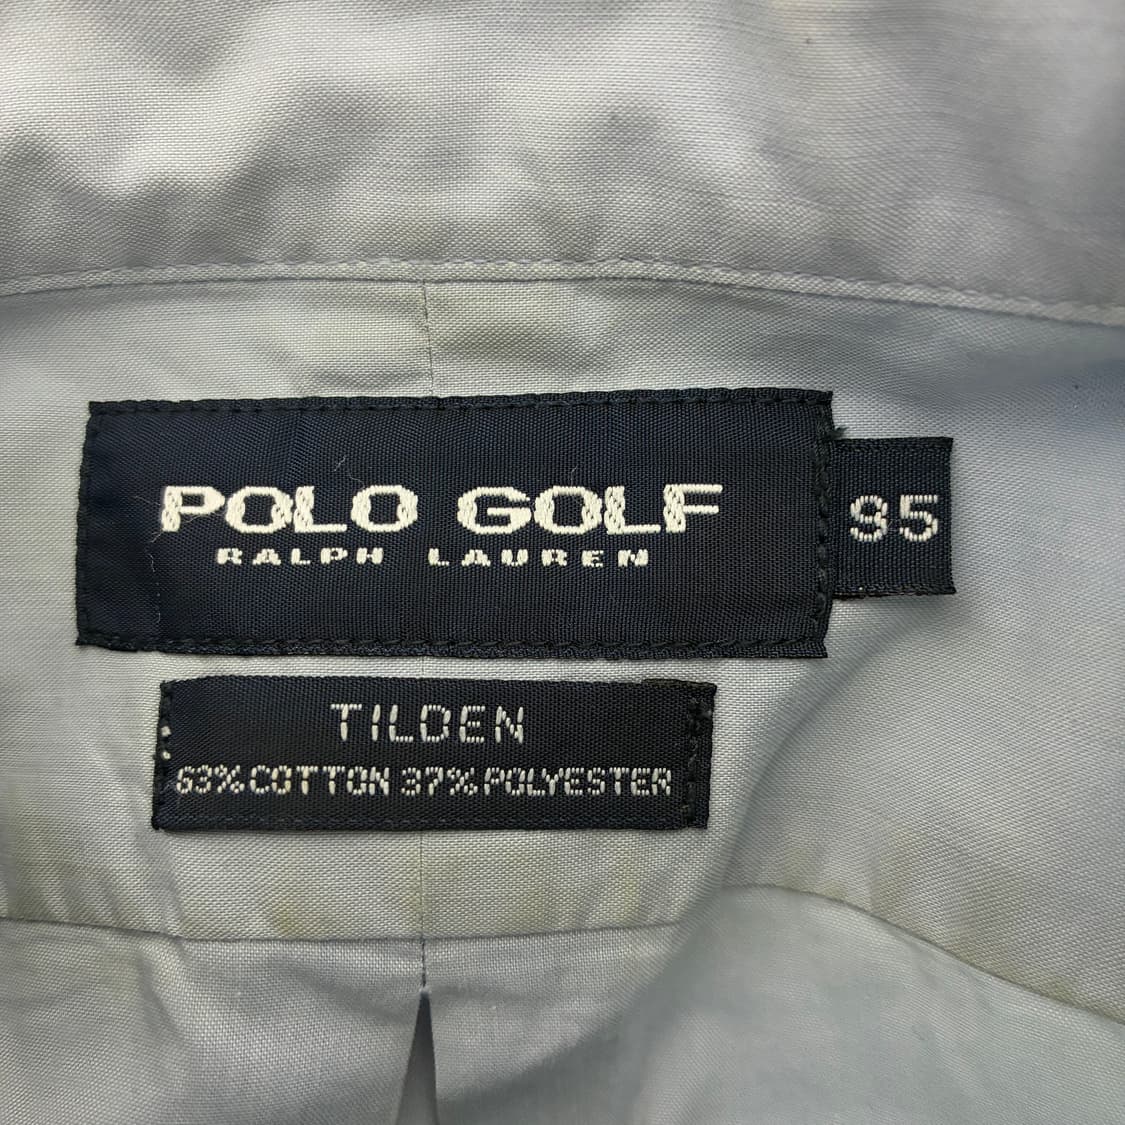 POLO GOLF
RALPH LAUREN
95
TILDEN
63% COTTON 37% POLYESTER